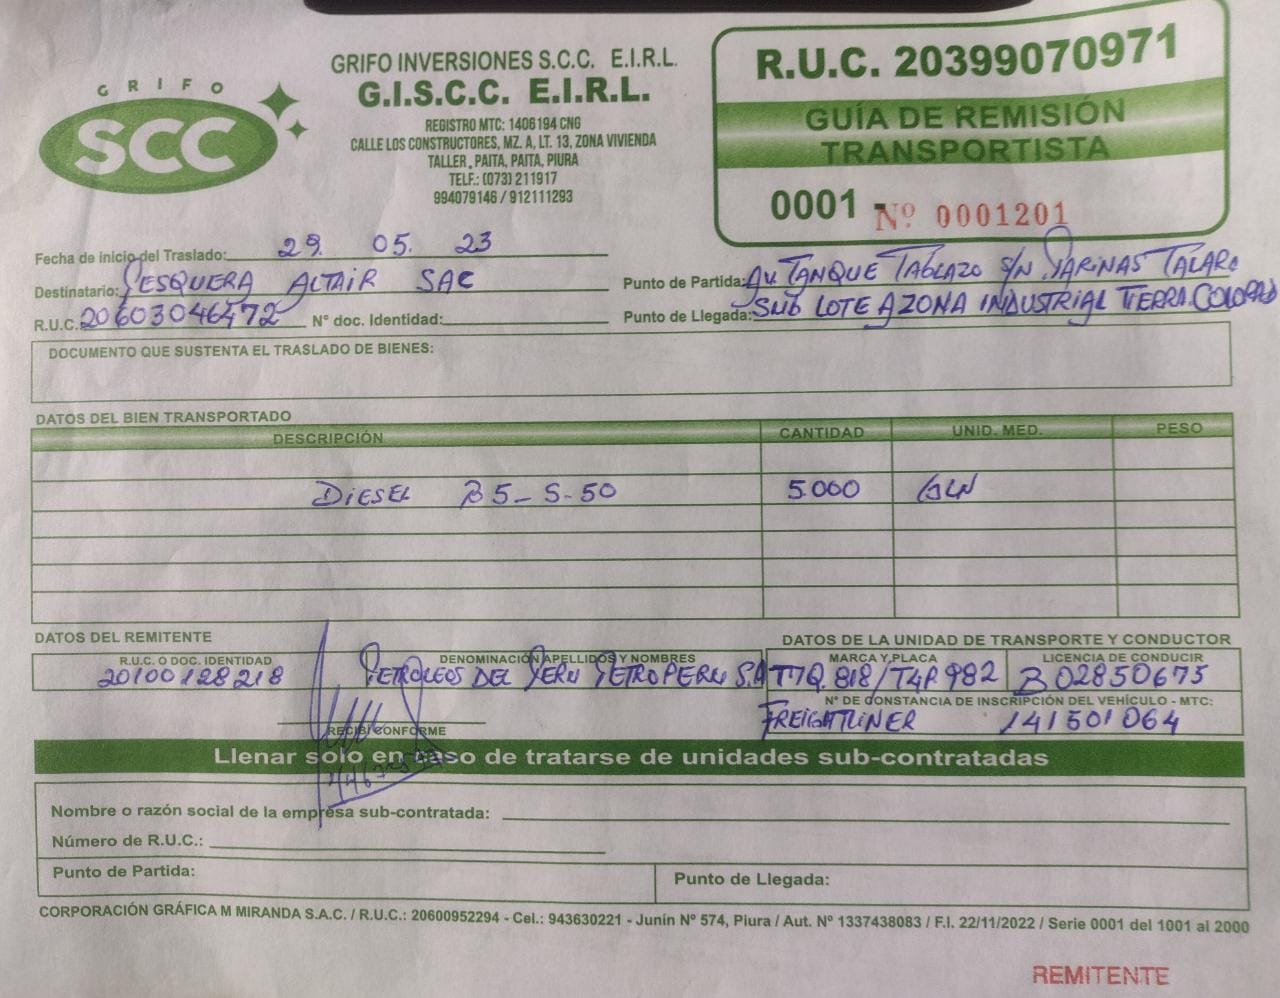 GRIFO
SCC
GRIFO INVERSIONES S.C.C. E.I.R.L.
G.I.S.C.C. E.I.R.L.
REGISTRO MTC: 1406194 CNG
CALLE LOS CONSTRUCTORES, MZ. A, LT. 13, ZONA VIVIENDA
TALLER, PAITA, PAITA, PIURA
TELF.: (073) 211917
994079146 / 912111293
R.U.C. 20399070971
GUÍA DE REMISIÓN
TRANSPORTISTA
0001 - Nº 0001201
Fecha de inicio del Traslado: 29. 05. 23
Destinatario: PESQUERA ALTAIR SAC
R.U.C. 20603046472 N° doc. Identidad:
Punto de Partida: AV. TANQUE TABLAZO S/N PARIÑAS TALARA
Punto de Llegada: SUB LOTE A ZONA INDUSTRIAL TIERRA COLORADA
DOCUMENTO QUE SUSTENTA EL TRASLADO DE BIENES:
DATOS DEL BIEN TRANSPORTADO
DESCRIPCIÓN CANTIDAD UNID. MED. PESO
DIESEL B5-S-50 5.000 GLN
DATOS DEL REMITENTE
R.U.C. O DOC. IDENTIDAD DENOMINACIÓN APELLIDOS Y NOMBRES
20100128218 PETROLEOS DEL PERU PETROPERU S.A
RECIBI CONFORME
DATOS DE LA UNIDAD DE TRANSPORTE Y CONDUCTOR
MARCA Y PLACA LICENCIA DE CONDUCIR
T7Q.818/T4P982 B02850675
N° DE CONSTANCIA DE INSCRIPCIÓN DEL VEHÍCULO - MTC:
FREIGHTLINER 141501064
Llenar solo en caso de tratarse de unidades sub-contratadas
Nombre o razón social de la empresa sub-contratada:
Número de R.U.C.:
Punto de Partida: Punto de Llegada:
CORPORACIÓN GRÁFICA M MIRANDA S.A.C. / R.U.C.: 20600952294 - Cel.: 943630221 - Junín Nº 574, Piura / Aut. Nº 1337438083 / F.I. 22/11/2022 / Serie 0001 del 1001 al 2000
REMITENTE